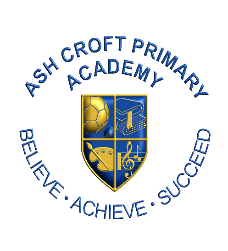 ASH CROFT PRIMARY
ACADEMY
BELIEVE · ACHIEVE · SUCCEED